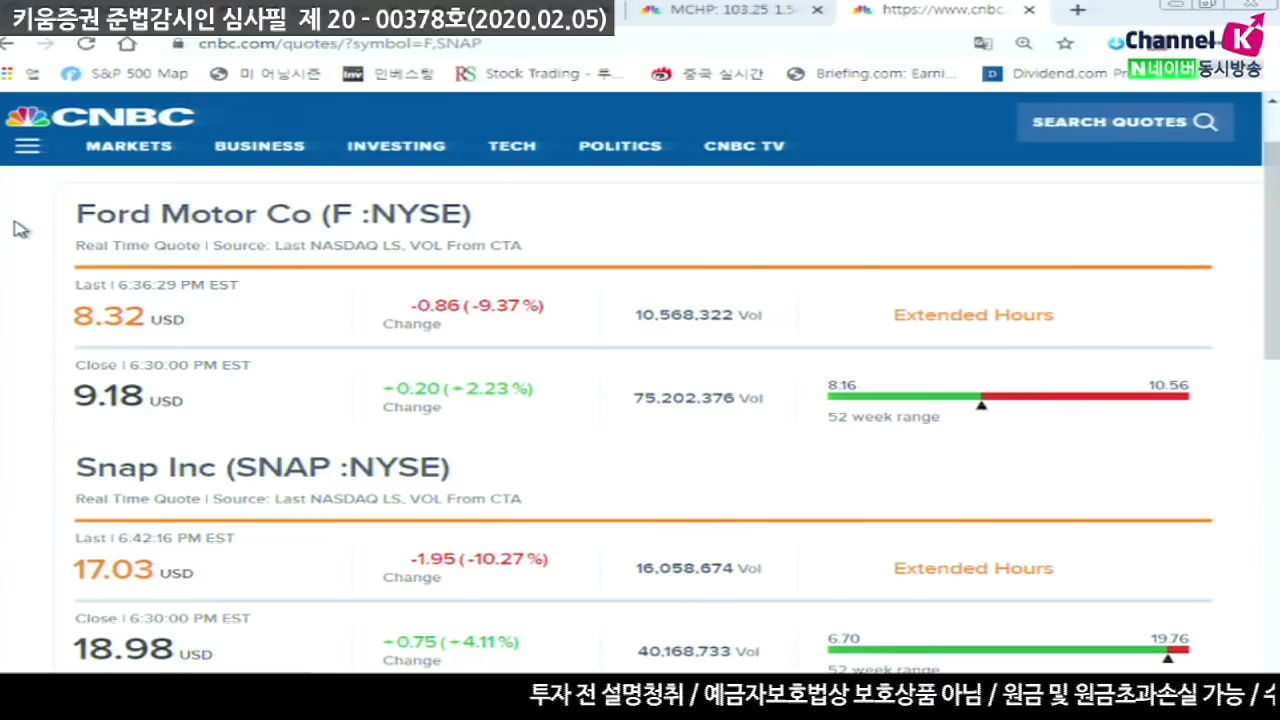 키움증권 준법감시인 심사필 제 20 - 00378호(2020.02.05)
MCHP: 103.25 1.5
https://www.cnbc
cnbc.com/quotes/?symbol=F,SNAP
Channel K
N네이버 동시방송
앱 S&P 500 Map 미 어닝시즌 Inv 인베스팅 RS Stock Trading - 투... 중국 실시간 Briefing.com: Earni... D Dividend.com Pr
CNBC
SEARCH QUOTES
MARKETS BUSINESS INVESTING TECH POLITICS CNBC TV
Ford Motor Co (F :NYSE)
Real Time Quote | Source: Last NASDAQ LS, VOL From CTA
Last | 6:36:29 PM EST
8.32 USD
-0.86 ( -9.37 %)
Change
10,568,322 Vol
Extended Hours
Close | 6:30:00 PM EST
9.18 USD
+0.20 ( +2.23 %)
Change
75,202,376 Vol
8.16 10.56
52 week range
Snap Inc (SNAP :NYSE)
Real Time Quote | Source: Last NASDAQ LS, VOL From CTA
Last | 6:42:16 PM EST
17.03 USD
-1.95 ( -10.27 %)
Change
16,058,674 Vol
Extended Hours
Close | 6:30:00 PM EST
18.98 USD
+0.75 ( +4.11 %)
Change
40,168,733 Vol
6.70 19.76
52 week range
투자 전 설명청취 / 예금자보호법상 보호상품 아님 / 원금 및 원금초과손실 가능 /